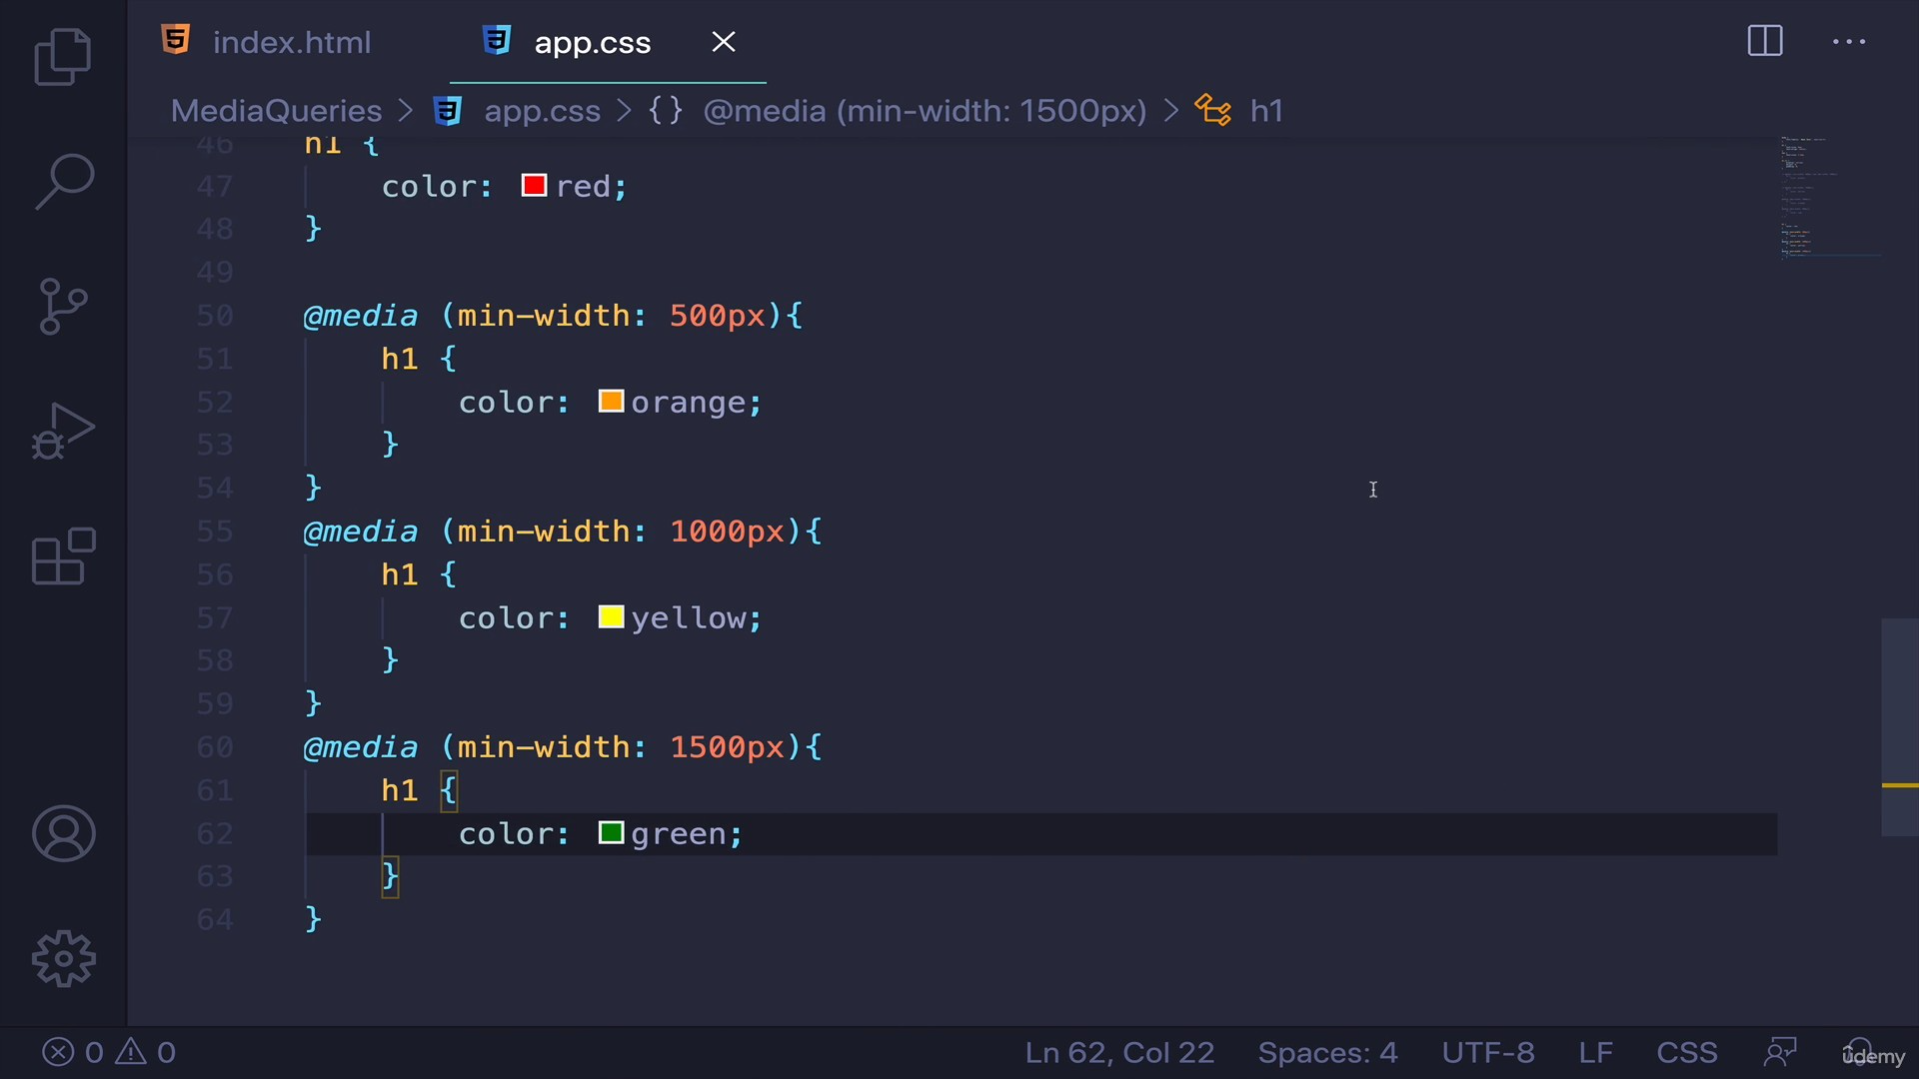 index.html app.css
MediaQueries > app.css > {} @media (min-width: 1500px) > h1
46 h1 {
47 color: red;
48 }
49
50 @media (min-width: 500px){
51 h1 {
52 color: orange;
53 }
54 }
55 @media (min-width: 1000px){
56 h1 {
57 color: yellow;
58 }
59 }
60 @media (min-width: 1500px){
61 h1 {
62 color: green;
63 }
64 }
0 0 Ln 62, Col 22 Spaces: 4 UTF-8 LF CSS
ûdemy